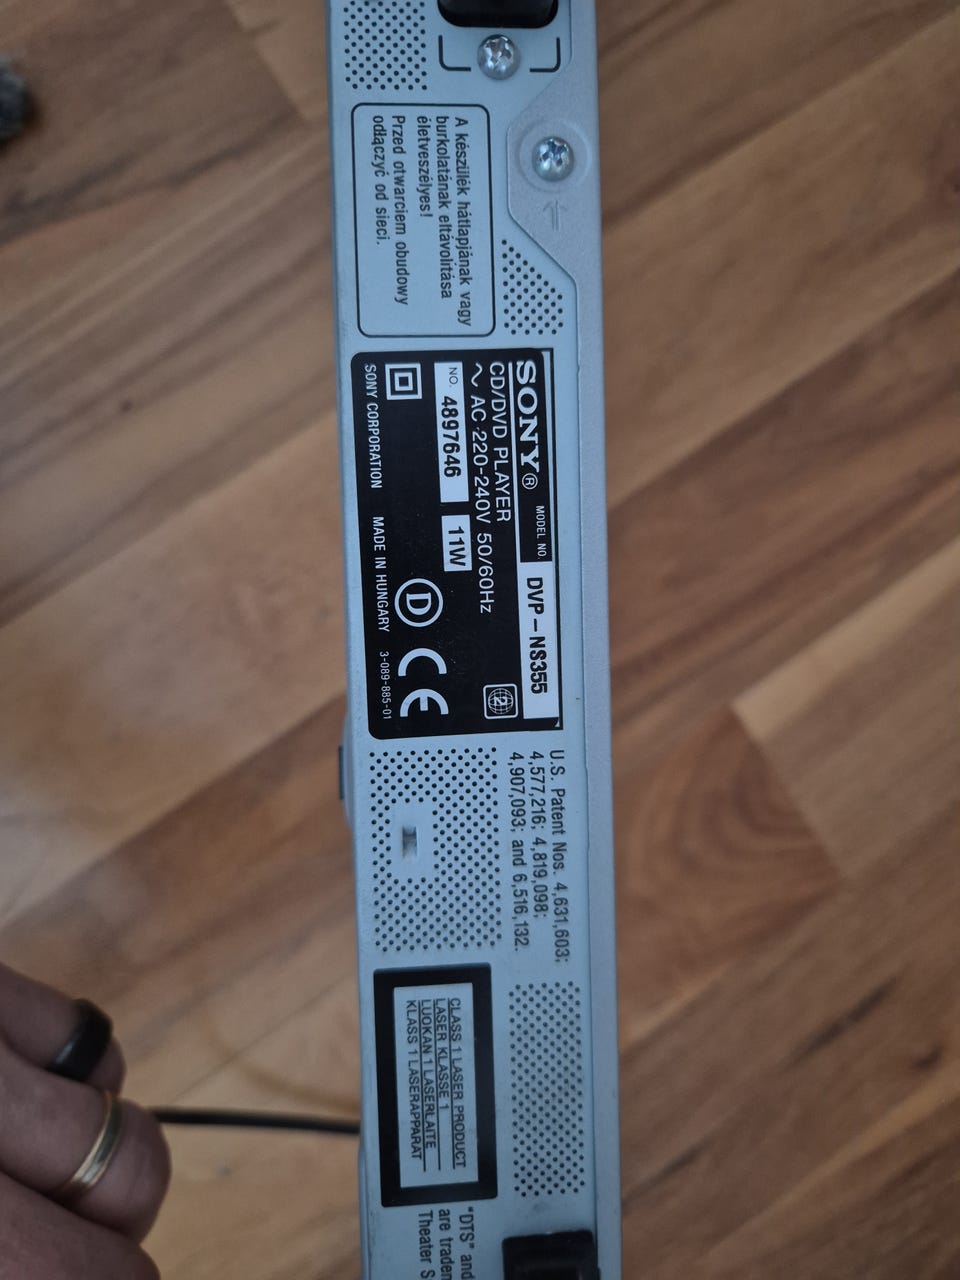 A készülék hátlapjának vagy
burkolatának eltávolítása
életveszélyes!
Przed otwarciem obudowy
odłączyć od sieci.
SONY® MODEL NO. DVP-NS355
CD/DVD PLAYER
~ AC 220-240V 50/60Hz
2
NO. 4897646 11W
D CE
SONY CORPORATION MADE IN HUNGARY 3-089-885-01
U.S. Patent Nos. 4,631,603;
4,577,216; 4,819,098;
4,907,093; and 6,516,132.
CLASS 1 LASER PRODUCT
LASER KLASSE 1
LUOKAN 1 LASERLAITE
KLASS 1 LASERAPPARAT
"DTS" and
are tradem
Theater S